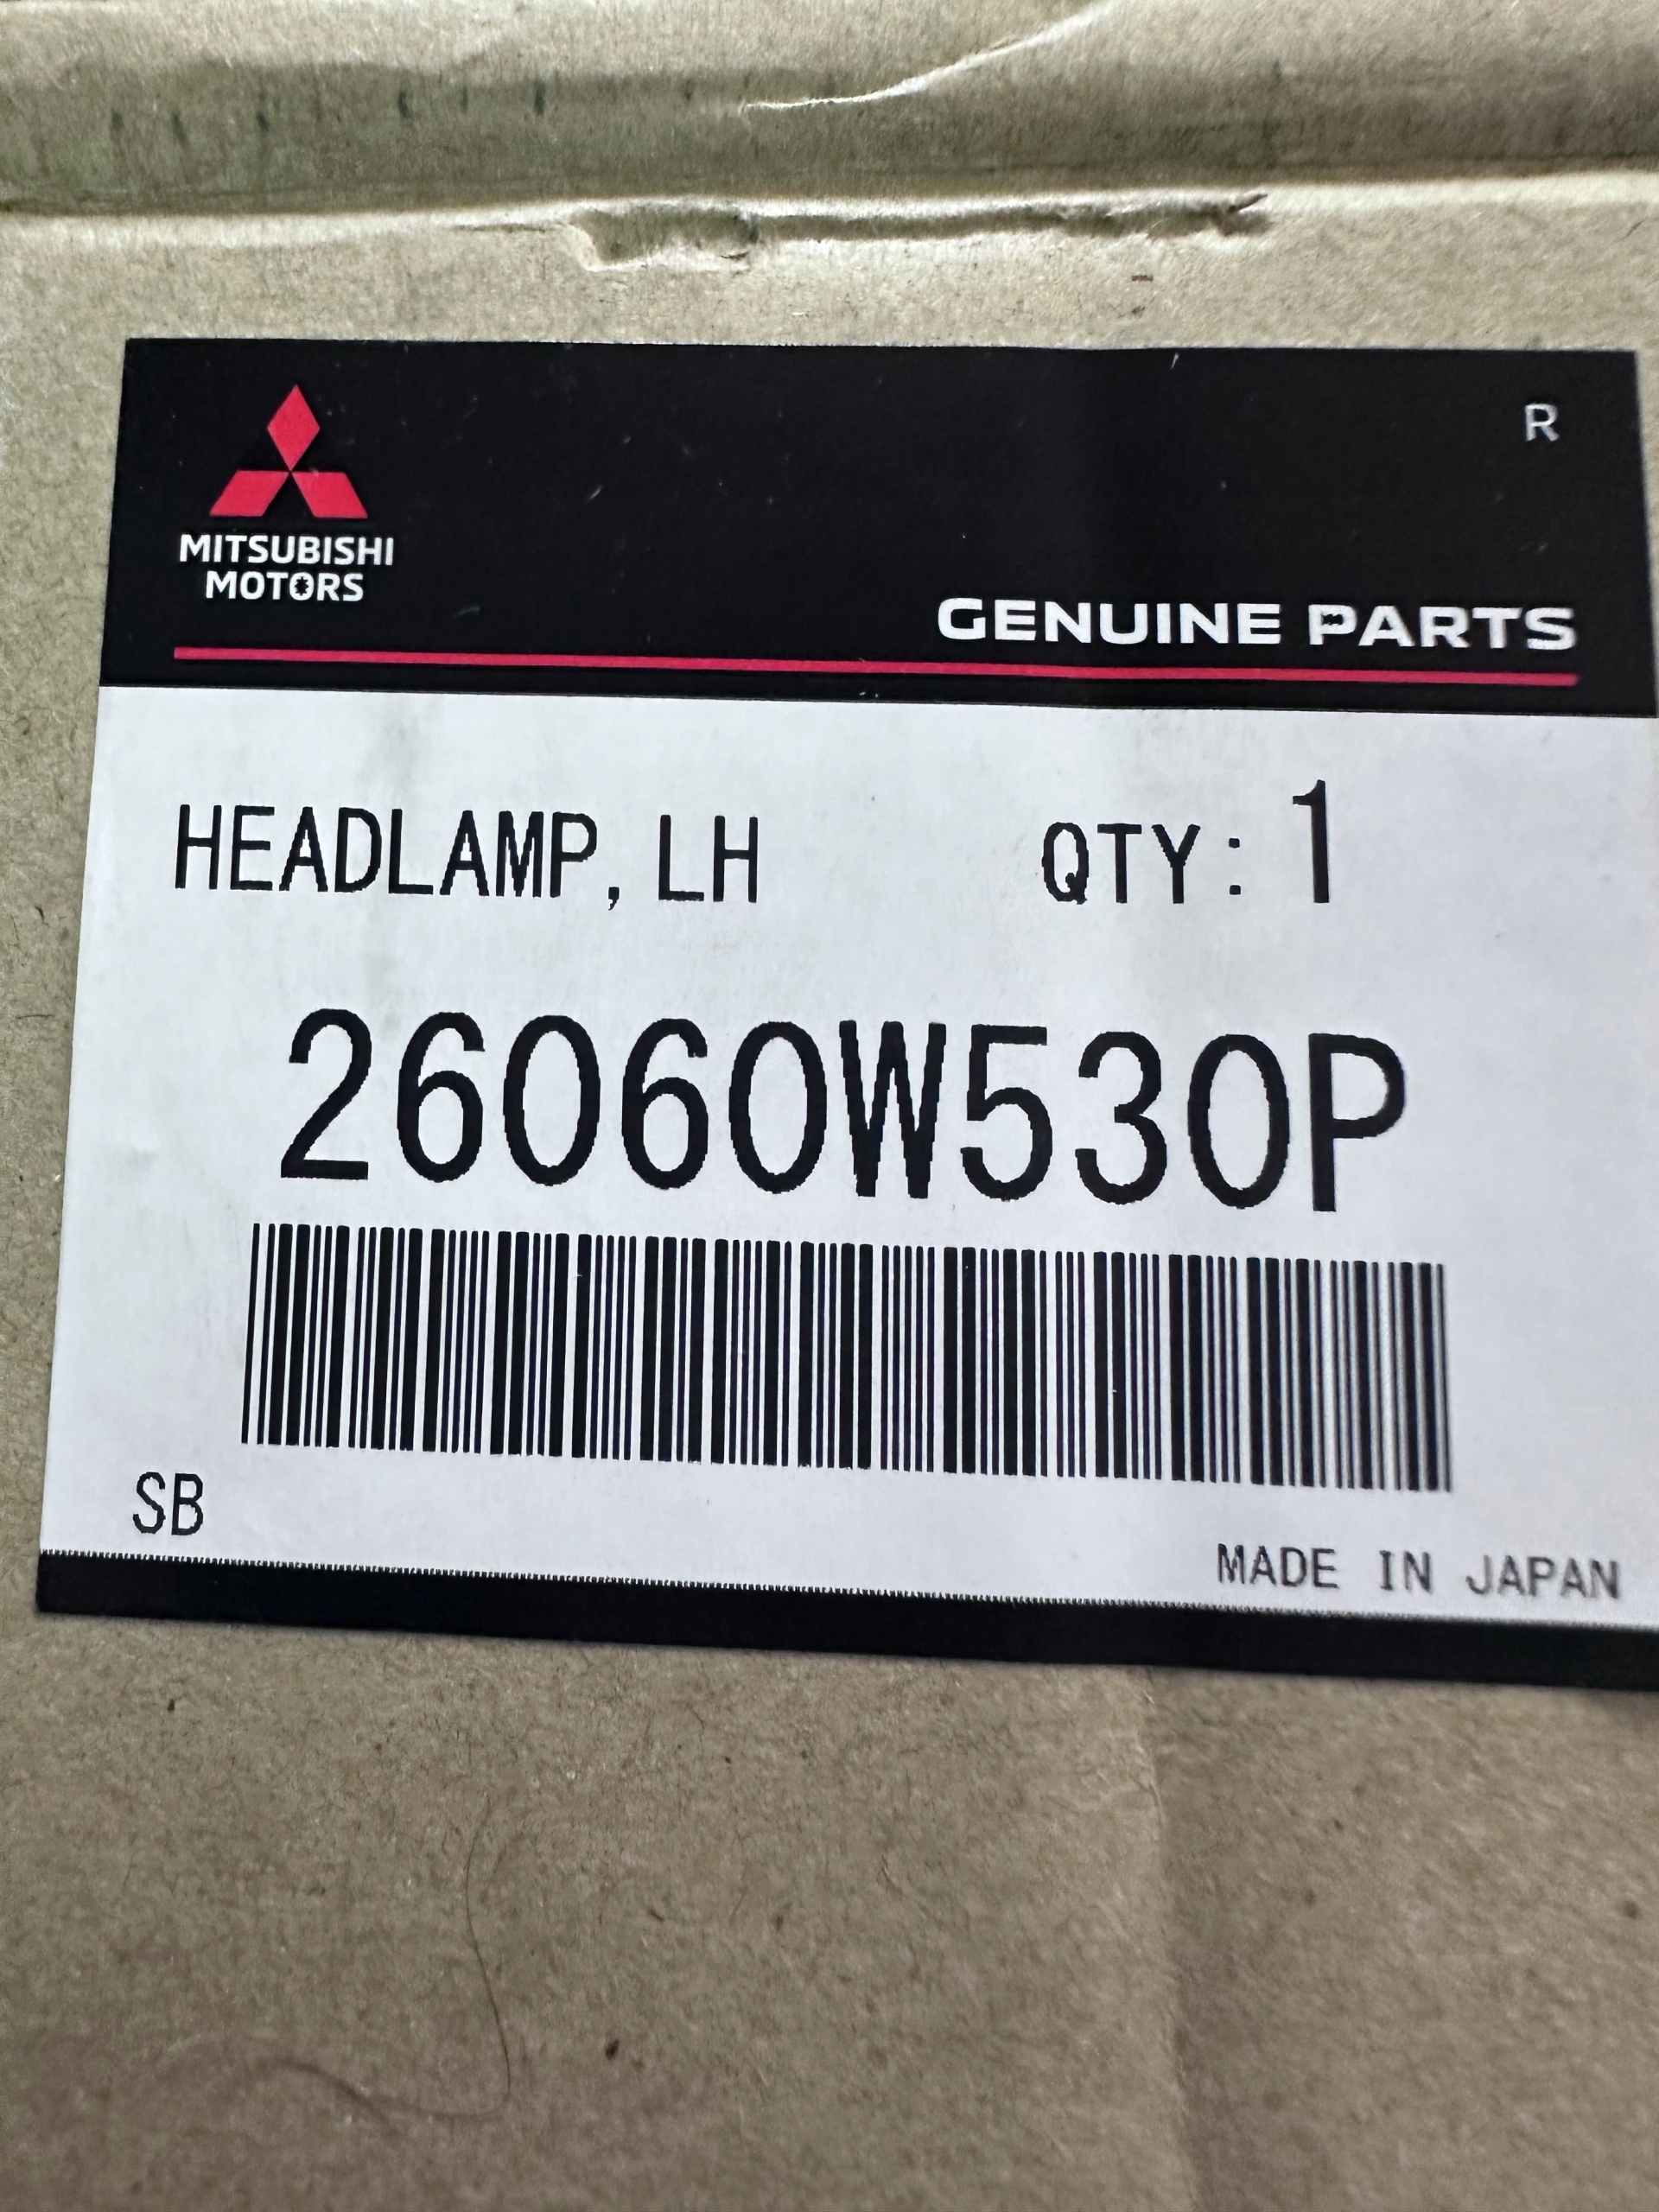 R
MITSUBISHI
MOTORS
GENUINE PARTS
HEADLAMP, LH QTY: 1
26060W530P
SB
MADE IN JAPAN